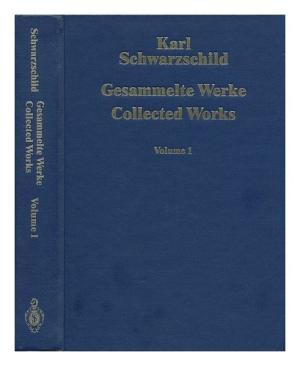 Schwarzschild
Gesammelte Werke
Collected Works
Volume I
Karl
Schwarzschild
Gesammelte Werke
Collected Works
Volume 1